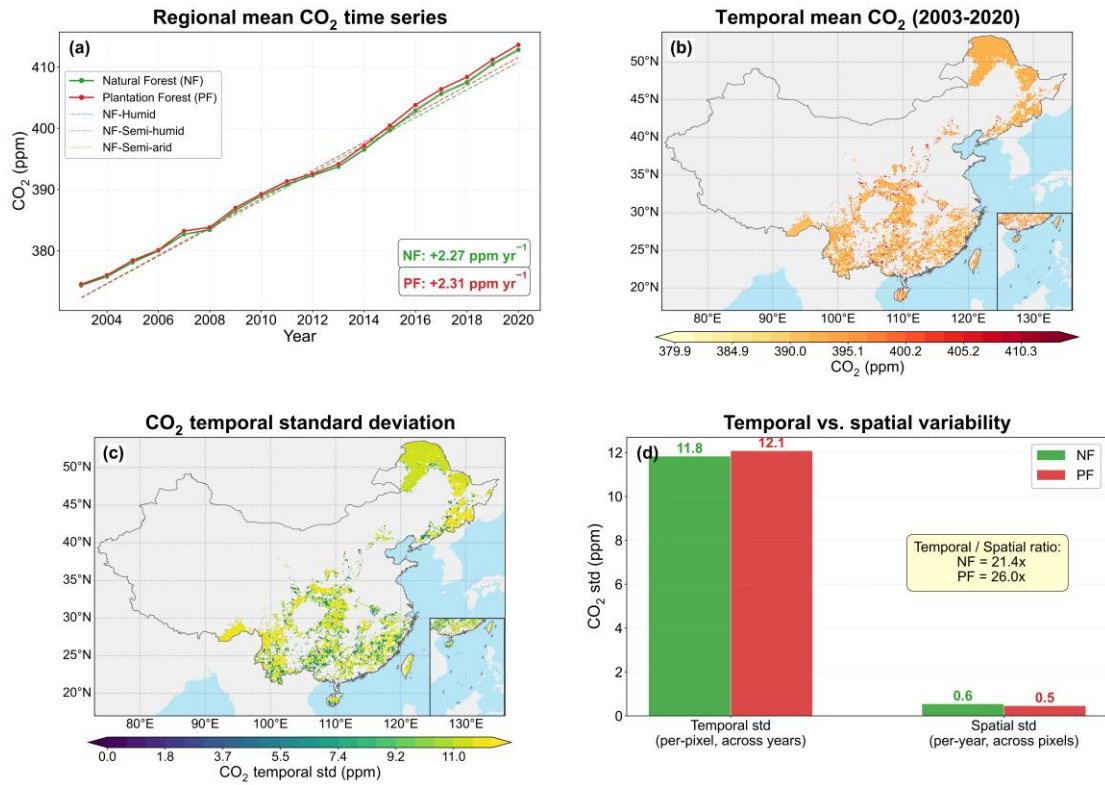 Regional mean CO₂ time series
(a)
Natural Forest (NF)
Plantation Forest (PF)
NF-Humid
NF-Semi-humid
NF-Semi-arid
NF: +2.27 ppm yr⁻¹
PF: +2.31 ppm yr⁻¹
410
400
390
380
CO₂ (ppm)
2004 2006 2008 2010 2012 2014 2016 2018 2020
Year
Temporal mean CO₂ (2003-2020)
(b)
50°N
45°N
40°N
35°N
30°N
25°N
20°N
80°E 90°E 100°E 110°E 120°E 130°E
379.9 384.9 390.0 395.1 400.2 405.2 410.3
CO₂ (ppm)
CO₂ temporal standard deviation
(c)
50°N
45°N
40°N
35°N
30°N
25°N
20°N
80°E 90°E 100°E 110°E 120°E 130°E
0.0 1.8 3.7 5.5 7.4 9.2 11.0
CO₂ temporal std (ppm)
Temporal vs. spatial variability
(d)
11.8
12.1
NF
PF
Temporal / Spatial ratio:
NF = 21.4x
PF = 26.0x
0.6
0.5
12
10
8
6
4
2
0
CO₂ std (ppm)
Temporal std
(per-pixel, across years)
Spatial std
(per-year, across pixels)